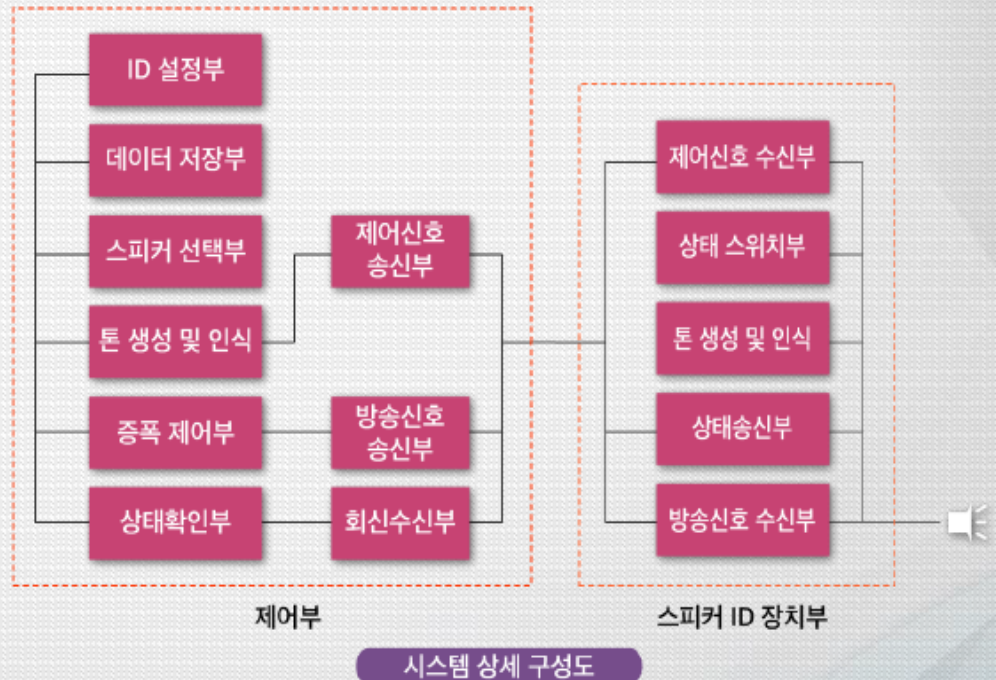 ID 설정부
데이터 저장부
스피커 선택부
톤 생성 및 인식
증폭 제어부
상태확인부
제어신호
송신부
방송신호
송신부
회신수신부
제어신호 수신부
상태 스위치부
톤 생성 및 인식
상태송신부
방송신호 수신부
제어부
스피커 ID 장치부
시스템 상세 구성도